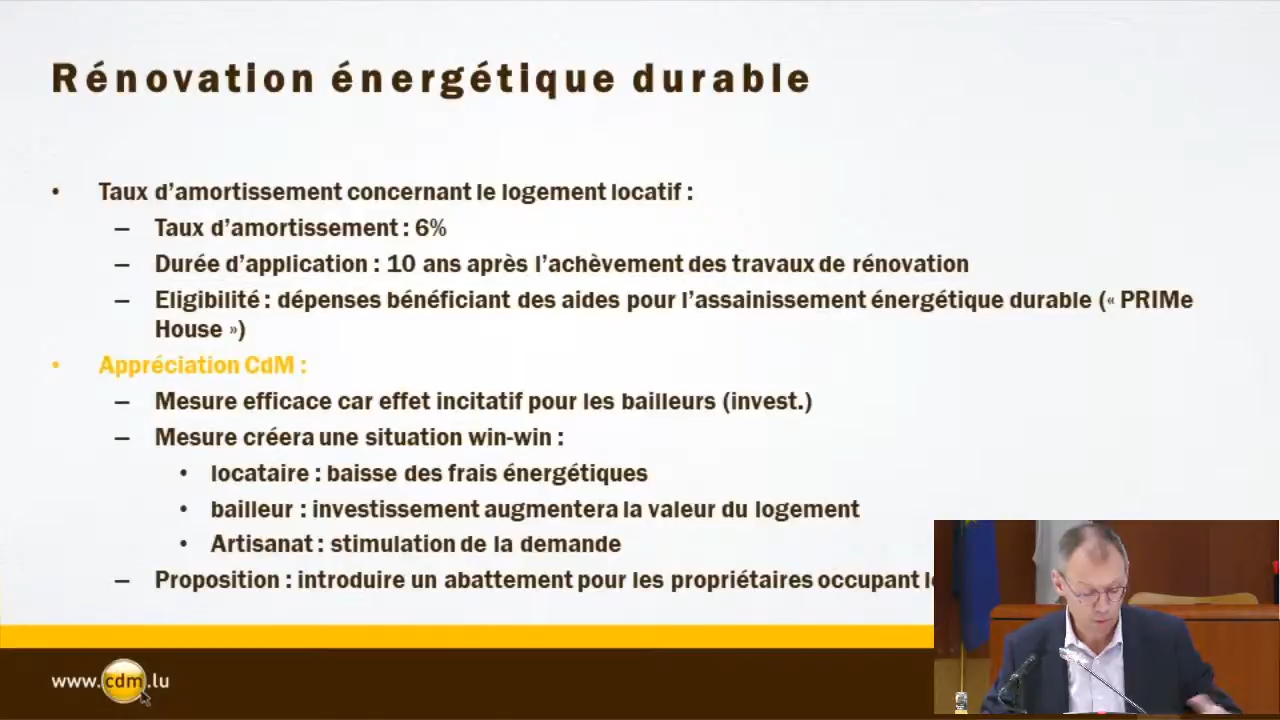 Rénovation énergétique durable
• Taux d'amortissement concernant le logement locatif :
– Taux d'amortissement : 6%
– Durée d'application : 10 ans après l'achèvement des travaux de rénovation
– Eligibilité : dépenses bénéficiant des aides pour l'assainissement énergétique durable (« PRIMe
House »)
• Appréciation CdM :
– Mesure efficace car effet incitatif pour les bailleurs (invest.)
– Mesure créera une situation win-win :
• locataire : baisse des frais énergétiques
• bailleur : investissement augmentera la valeur du logement
• Artisanat : stimulation de la demande
– Proposition : introduire un abattement pour les propriétaires occupant
www.cdm.lu